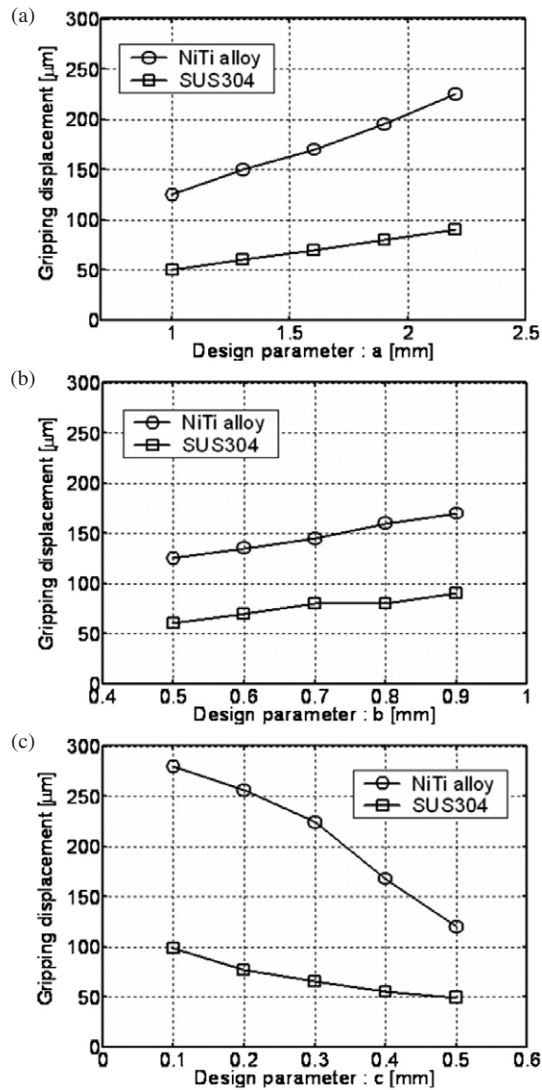 (a)
300
250
200
150
100
50
0
Gripping displacement [μm]
NiTi alloy
SUS304
1 1.5 2 2.5
Design parameter : a [mm]
(b)
300
250
200
150
100
50
0
Gripping displacement [μm]
NiTi alloy
SUS304
0.4 0.5 0.6 0.7 0.8 0.9 1
Design parameter : b [mm]
(c)
300
250
200
150
100
50
0
Gripping displacement [μm]
NiTi alloy
SUS304
0 0.1 0.2 0.3 0.4 0.5 0.6
Design parameter : c [mm]